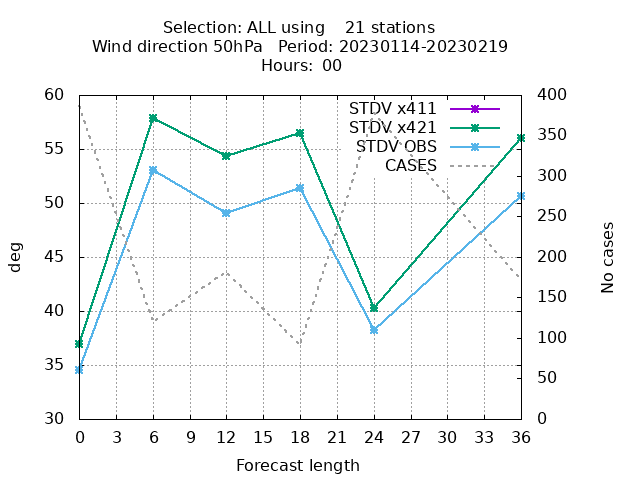 Selection: ALL using    21 stations
Wind direction 50hPa   Period: 20230114-20230219
Hours: 00
60
55
50
45
40
35
30
400
350
300
250
200
150
100
50
0
STDV x411
STDV x421
STDV OBS
CASES
deg
No cases
0 3 6 9 12 15 18 21 24 27 30 33 36
Forecast length